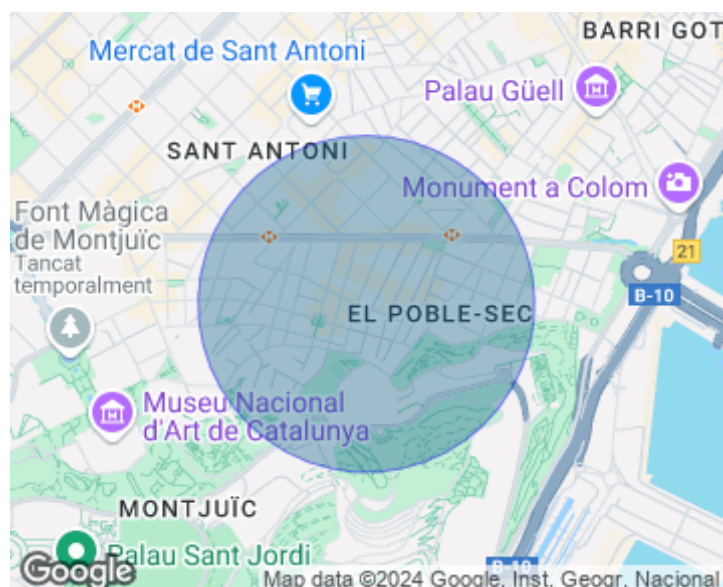 BARRI GOT
Mercat de Sant Antoni
Palau Güell
SANT ANTONI
Monument a Colom
Font Màgica
de Montjuïc
Tancat
temporalment
21
B-10
EL POBLE-SEC
Museu Nacional
d'Art de Catalunya
MONTJUÏC
Palau Sant Jordi
B-10
Google
Map data ©2024 Google, Inst. Geogr. Nacional